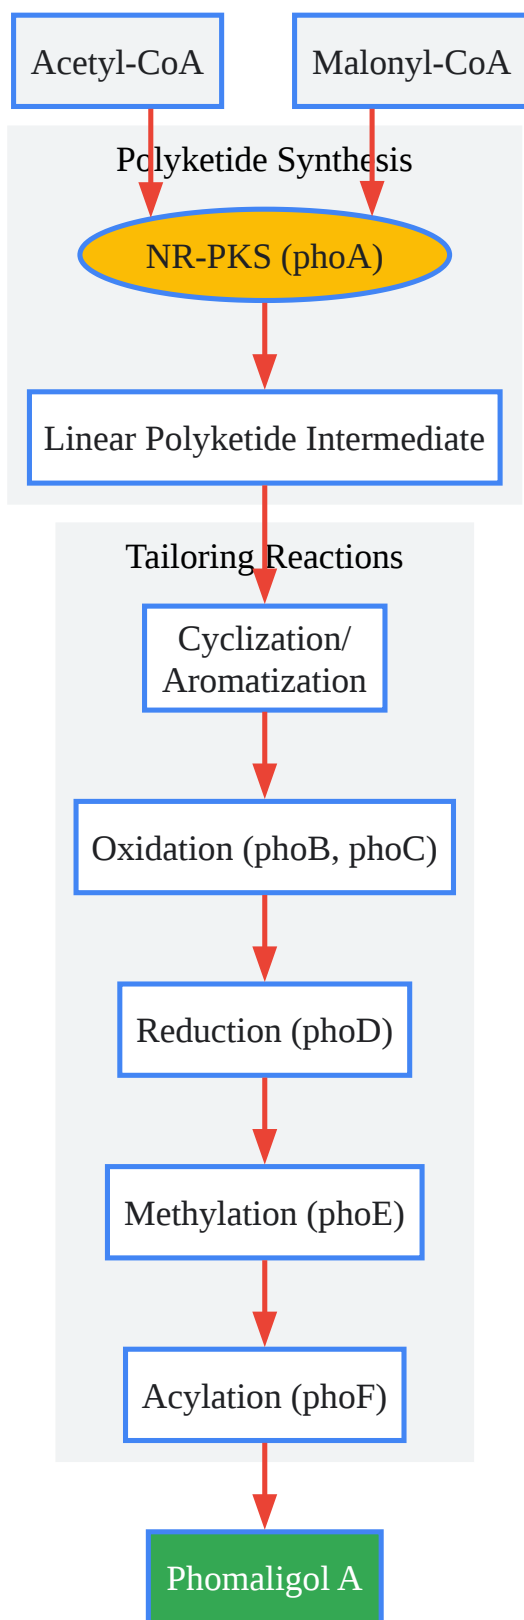 Acetyl-CoA
Malonyl-CoA
Polyketide Synthesis
NR-PKS (phoA)
Linear Polyketide Intermediate
Tailoring Reactions
Cyclization/
Aromatization
Oxidation (phoB, phoC)
Reduction (phoD)
Methylation (phoE)
Acylation (phoF)
Phomaligol A